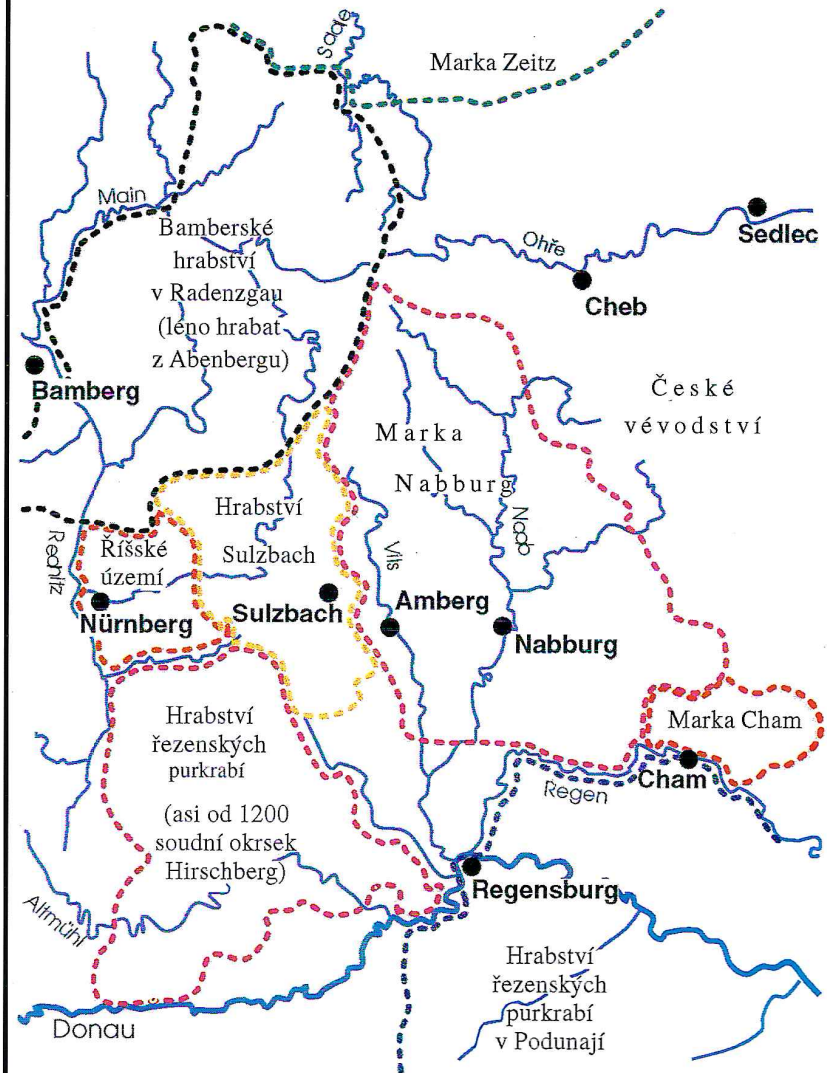 Saale
Marka Zeitz
Main
Bamberské
hrabství
v Radenzgau
(léno hrabat
z Abenbergu)
Ohře
Sedlec
Cheb
Bamberg
České
vévodství
Marka
Nabburg
Naab
Hrabství
Sulzbach
Vils
Rednitz
Říšské
území
Nürnberg
Sulzbach
Amberg
Nabburg
Hrabství
řezenských
purkrabí
(asi od 1200
soudní okrsek
Hirschberg)
Marka Cham
Cham
Regen
Regensburg
Altmühl
Donau
Hrabství
řezenských
purkrabí
v Podunají